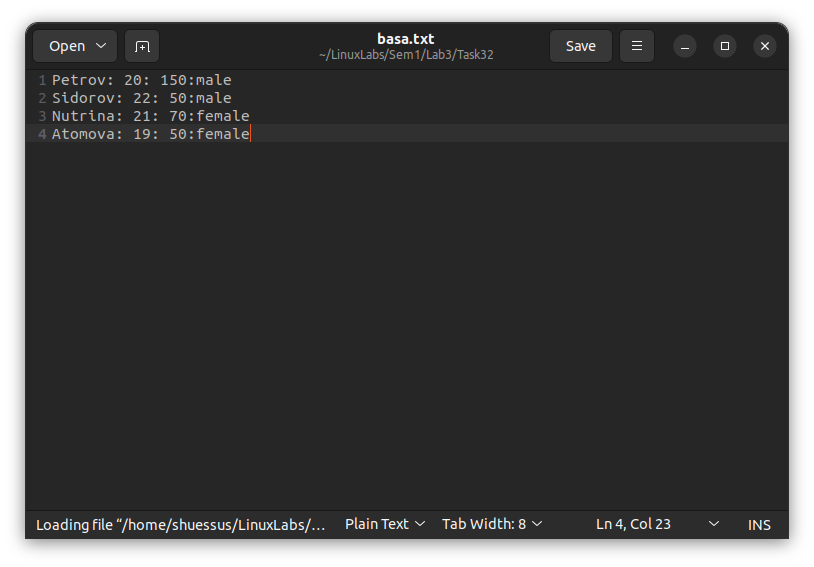 Open
basa.txt
~/LinuxLabs/Sem1/Lab3/Task32
Save
1 Petrov: 20: 150:male
2 Sidorov: 22: 50:male
3 Nutrina: 21: 70:female
4 Atomova: 19: 50:female
Loading file “/home/shuessus/LinuxLabs/… Plain Text Tab Width: 8 Ln 4, Col 23 INS